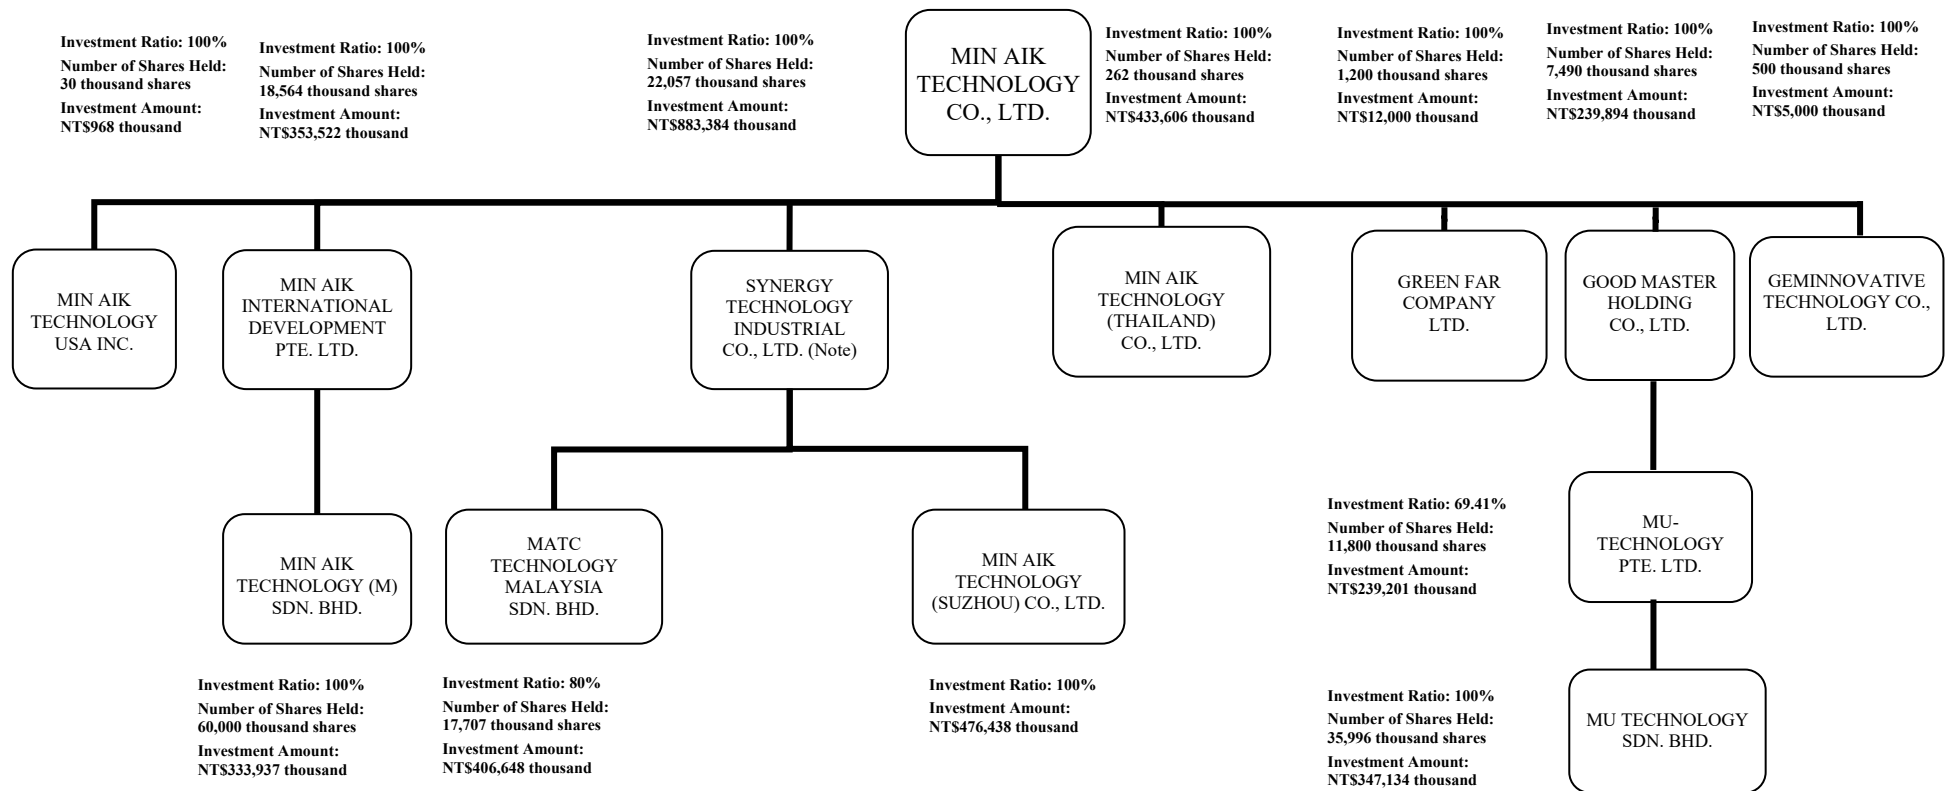 Investment Ratio: 100%
Number of Shares Held:
30 thousand shares
Investment Amount:
NT$968 thousand
Investment Ratio: 100%
Number of Shares Held:
18,564 thousand shares
Investment Amount:
NT$353,522 thousand
Investment Ratio: 100%
Number of Shares Held:
22,057 thousand shares
Investment Amount:
NT$883,384 thousand
MIN AIK
TECHNOLOGY
CO., LTD.
Investment Ratio: 100%
Number of Shares Held:
262 thousand shares
Investment Amount:
NT$433,606 thousand
Investment Ratio: 100%
Number of Shares Held:
1,200 thousand shares
Investment Amount:
NT$12,000 thousand
Investment Ratio: 100%
Number of Shares Held:
7,490 thousand shares
Investment Amount:
NT$239,894 thousand
Investment Ratio: 100%
Number of Shares Held:
500 thousand shares
Investment Amount:
NT$5,000 thousand
MIN AIK
TECHNOLOGY
USA INC.
MIN AIK
INTERNATIONAL
DEVELOPMENT
PTE. LTD.
SYNERGY
TECHNOLOGY
INDUSTRIAL
CO., LTD. (Note)
MIN AIK
TECHNOLOGY
(THAILAND)
CO., LTD.
GREEN FAR
COMPANY
LTD.
GOOD MASTER
HOLDING
CO., LTD.
GEMINNOVATIVE
TECHNOLOGY CO.,
LTD.
MIN AIK
TECHNOLOGY (M)
SDN. BHD.
MATC
TECHNOLOGY
MALAYSIA
SDN. BHD.
MIN AIK
TECHNOLOGY
(SUZHOU) CO., LTD.
Investment Ratio: 69.41%
Number of Shares Held:
11,800 thousand shares
Investment Amount:
NT$239,201 thousand
MU-
TECHNOLOGY
PTE. LTD.
Investment Ratio: 100%
Number of Shares Held:
60,000 thousand shares
Investment Amount:
NT$333,937 thousand
Investment Ratio: 80%
Number of Shares Held:
17,707 thousand shares
Investment Amount:
NT$406,648 thousand
Investment Ratio: 100%
Investment Amount:
NT$476,438 thousand
Investment Ratio: 100%
Number of Shares Held:
35,996 thousand shares
Investment Amount:
NT$347,134 thousand
MU TECHNOLOGY
SDN. BHD.